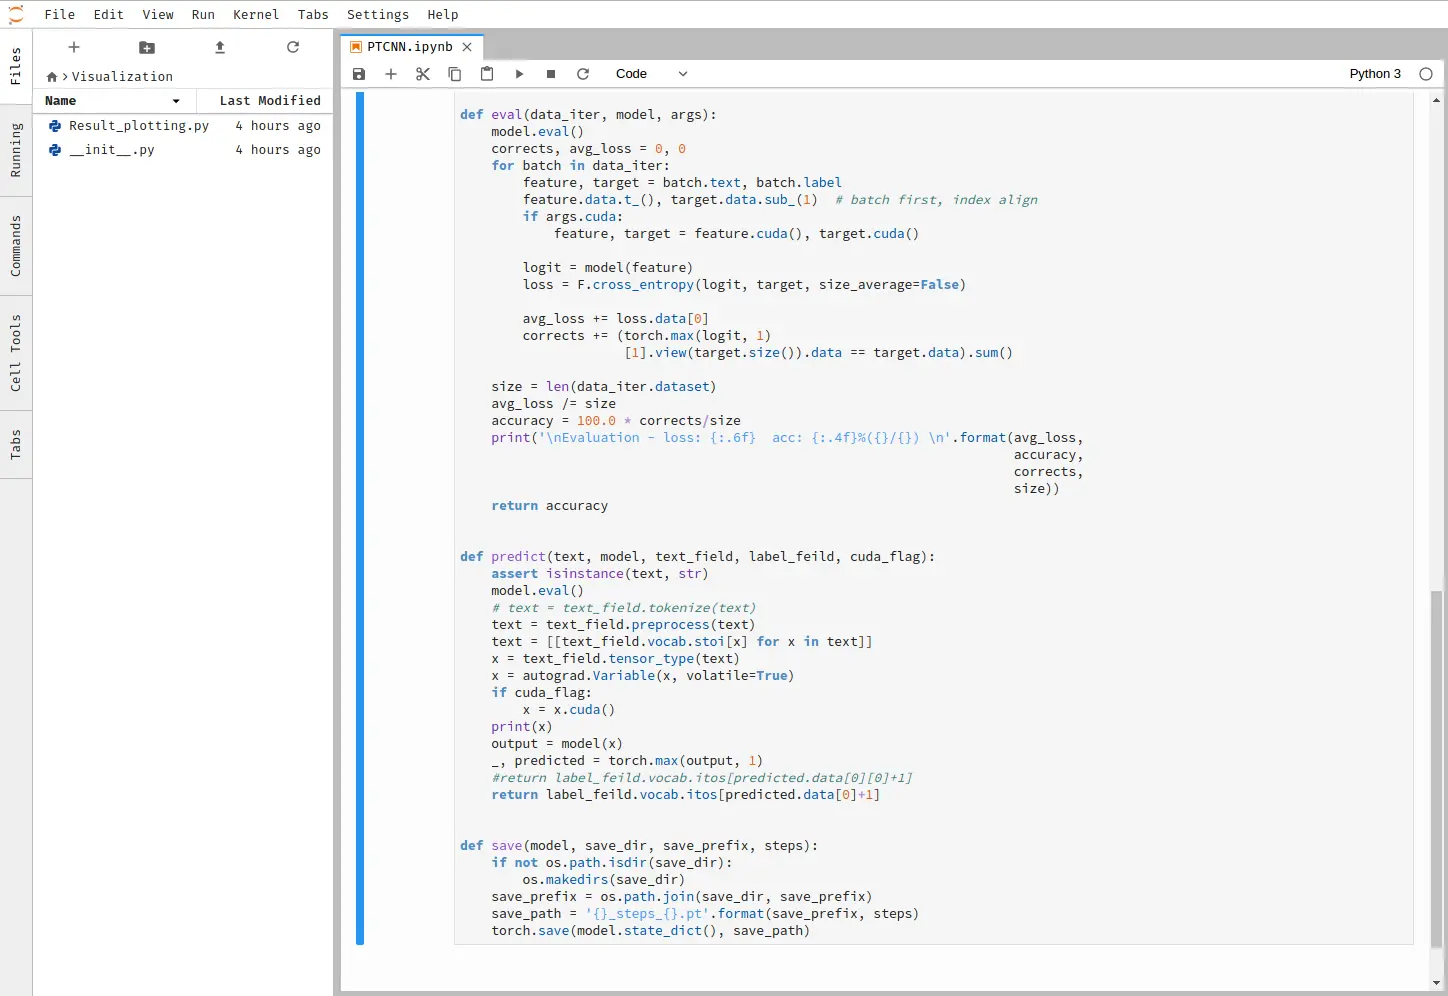 File Edit View Run Kernel Tabs Settings Help
Files
Running
Commands
Cell Tools
Tabs
Visualization
Name Last Modified
Result_plotting.py 4 hours ago
__init__.py 4 hours ago
PTCNN.ipynb
Code
Python 3
def eval(data_iter, model, args):
    model.eval()
    corrects, avg_loss = 0, 0
    for batch in data_iter:
        feature, target = batch.text, batch.label
        feature.data.t_(), target.data.sub_(1)  # batch first, index align
        if args.cuda:
            feature, target = feature.cuda(), target.cuda()
        logit = model(feature)
        loss = F.cross_entropy(logit, target, size_average=False)
        avg_loss += loss.data[0]
        corrects += (torch.max(logit, 1)
                     [1].view(target.size()).data == target.data).sum()
    size = len(data_iter.dataset)
    avg_loss /= size
    accuracy = 100.0 * corrects/size
    print('\nEvaluation - loss: {:.6f}  acc: {:.4f}%({}/{}) \n'.format(avg_loss,
                                                                       accuracy,
                                                                       corrects,
                                                                       size))
    return accuracy
def predict(text, model, text_field, label_feild, cuda_flag):
    assert isinstance(text, str)
    model.eval()
    # text = text_field.tokenize(text)
    text = text_field.preprocess(text)
    text = [[text_field.vocab.stoi[x] for x in text]]
    x = text_field.tensor_type(text)
    x = autograd.Variable(x, volatile=True)
    if cuda_flag:
        x = x.cuda()
    print(x)
    output = model(x)
    _, predicted = torch.max(output, 1)
    #return label_feild.vocab.itos[predicted.data[0][0]+1]
    return label_feild.vocab.itos[predicted.data[0]+1]
def save(model, save_dir, save_prefix, steps):
    if not os.path.isdir(save_dir):
        os.makedirs(save_dir)
    save_prefix = os.path.join(save_dir, save_prefix)
    save_path = '{}_steps_{}.pt'.format(save_prefix, steps)
    torch.save(model.state_dict(), save_path)